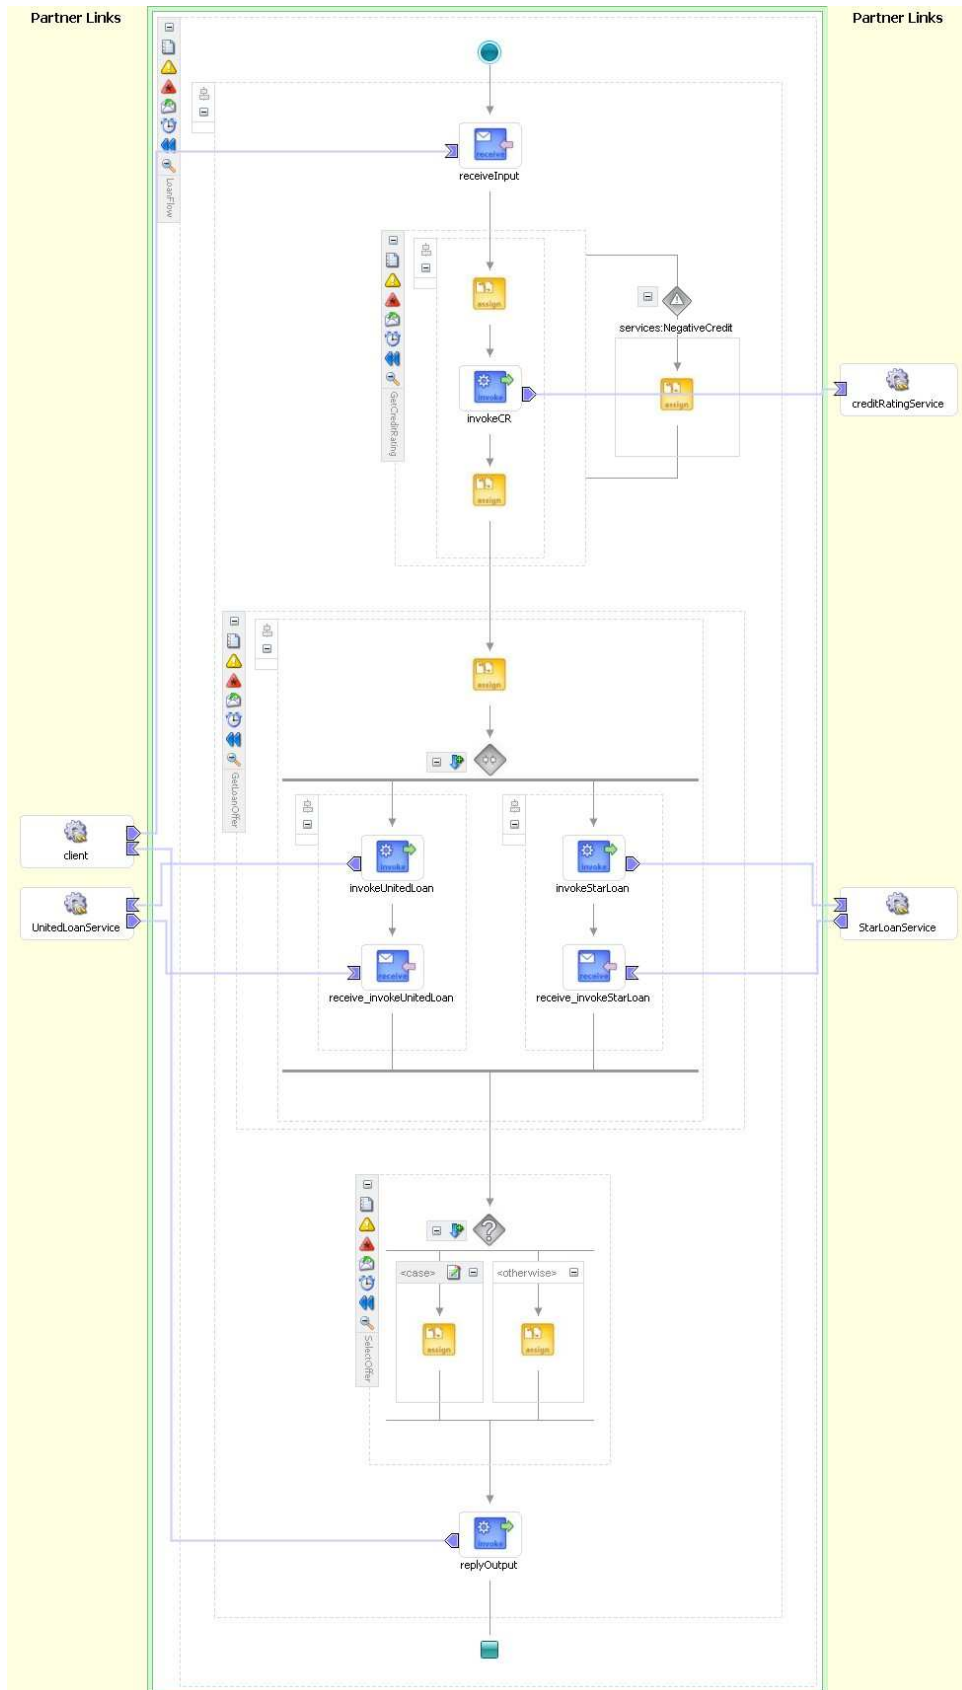 Partner Links
Partner Links
LoanFlow
receive
receiveInput
GetCreditRating
assign
services:NegativeCredit
invoke
invokeCR
assign
creditRatingService
assign
GetLoanOffer
assign
client
UnitedLoanService
invoke
invokeUnitedLoan
invoke
invokeStarLoan
StarLoanService
receive
receive_invokeUnitedLoan
receive
receive_invokeStarLoan
SelectOffer
<case>
<otherwise>
assign
assign
invoke
replyOutput